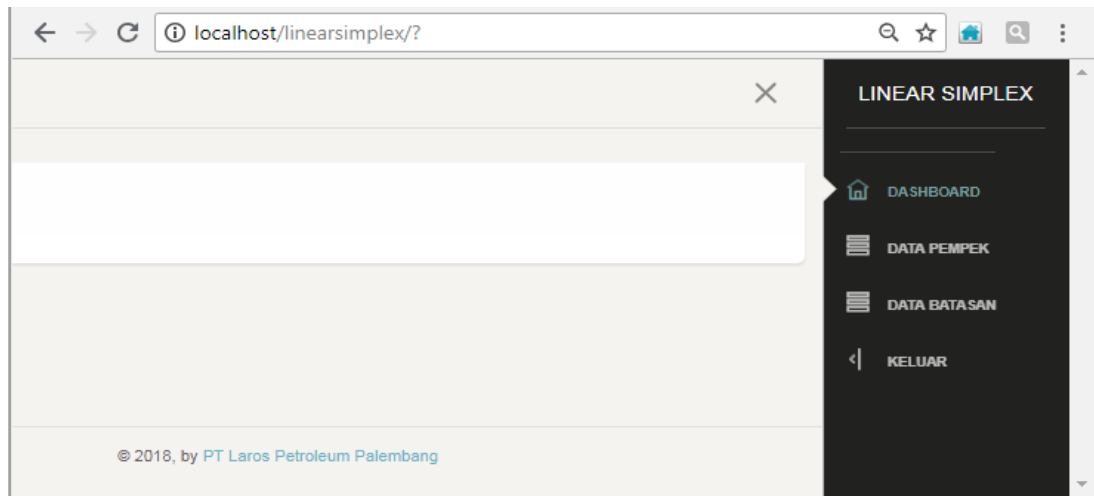 localhost/linearsimplex/?
LINEAR SIMPLEX
DASHBOARD
DATA PEMPEK
DATA BATASAN
KELUAR
© 2018, by PT Laros Petroleum Palembang